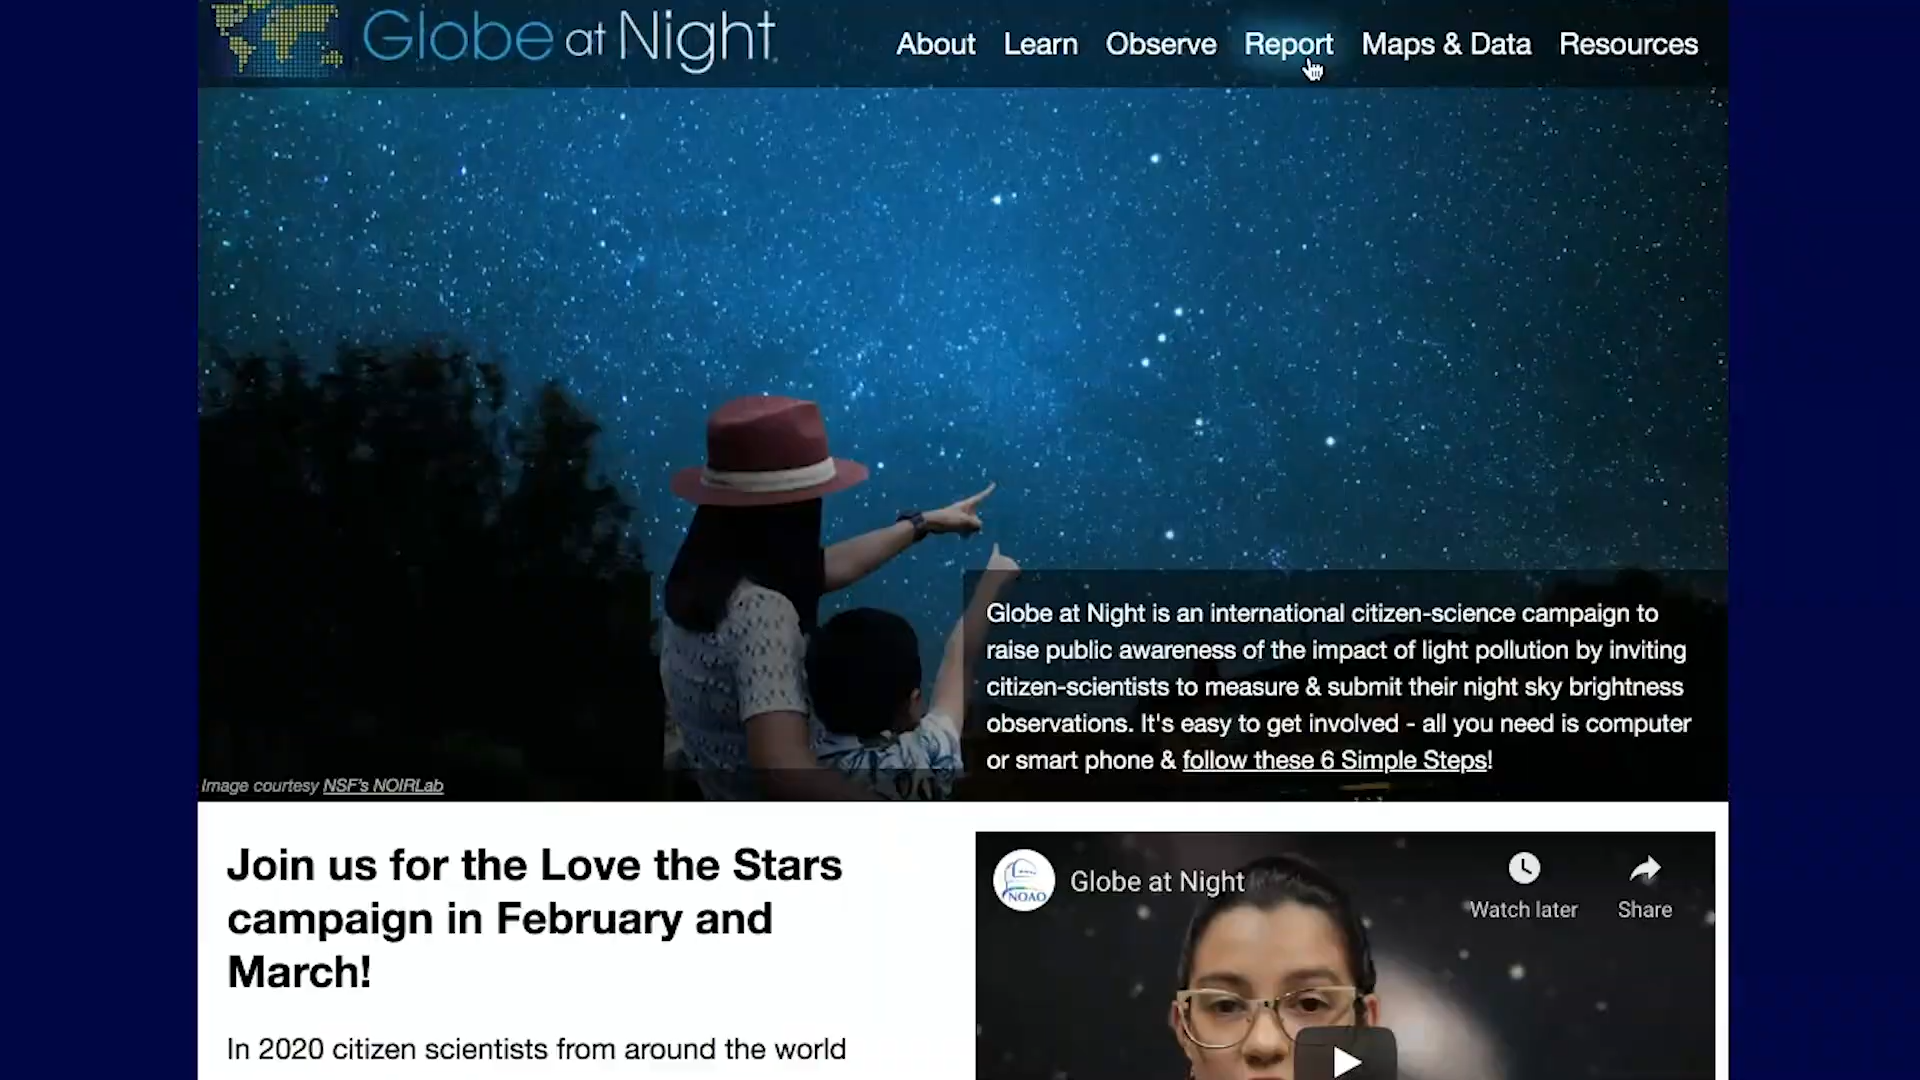 Globe at Night
About Learn Observe Report Maps & Data Resources
Globe at Night is an international citizen-science campaign to
raise public awareness of the impact of light pollution by inviting
citizen-scientists to measure & submit their night sky brightness
observations. It's easy to get involved - all you need is computer
or smart phone & follow these 6 Simple Steps!
Image courtesy NSF's NOIRLab
Join us for the Love the Stars
campaign in February and
March!
In 2020 citizen scientists from around the world
NOAO
Globe at Night
Watch later
Share